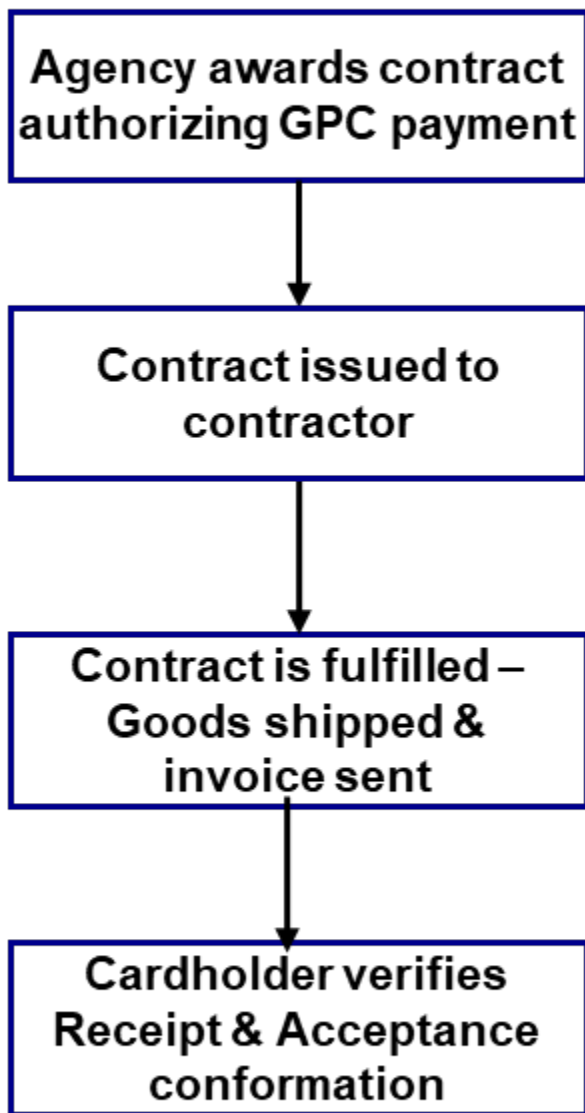 Agency awards contract
authorizing GPC payment
Contract issued to
contractor
Contract is fulfilled –
Goods shipped &
invoice sent
Cardholder verifies
Receipt & Acceptance
conformation